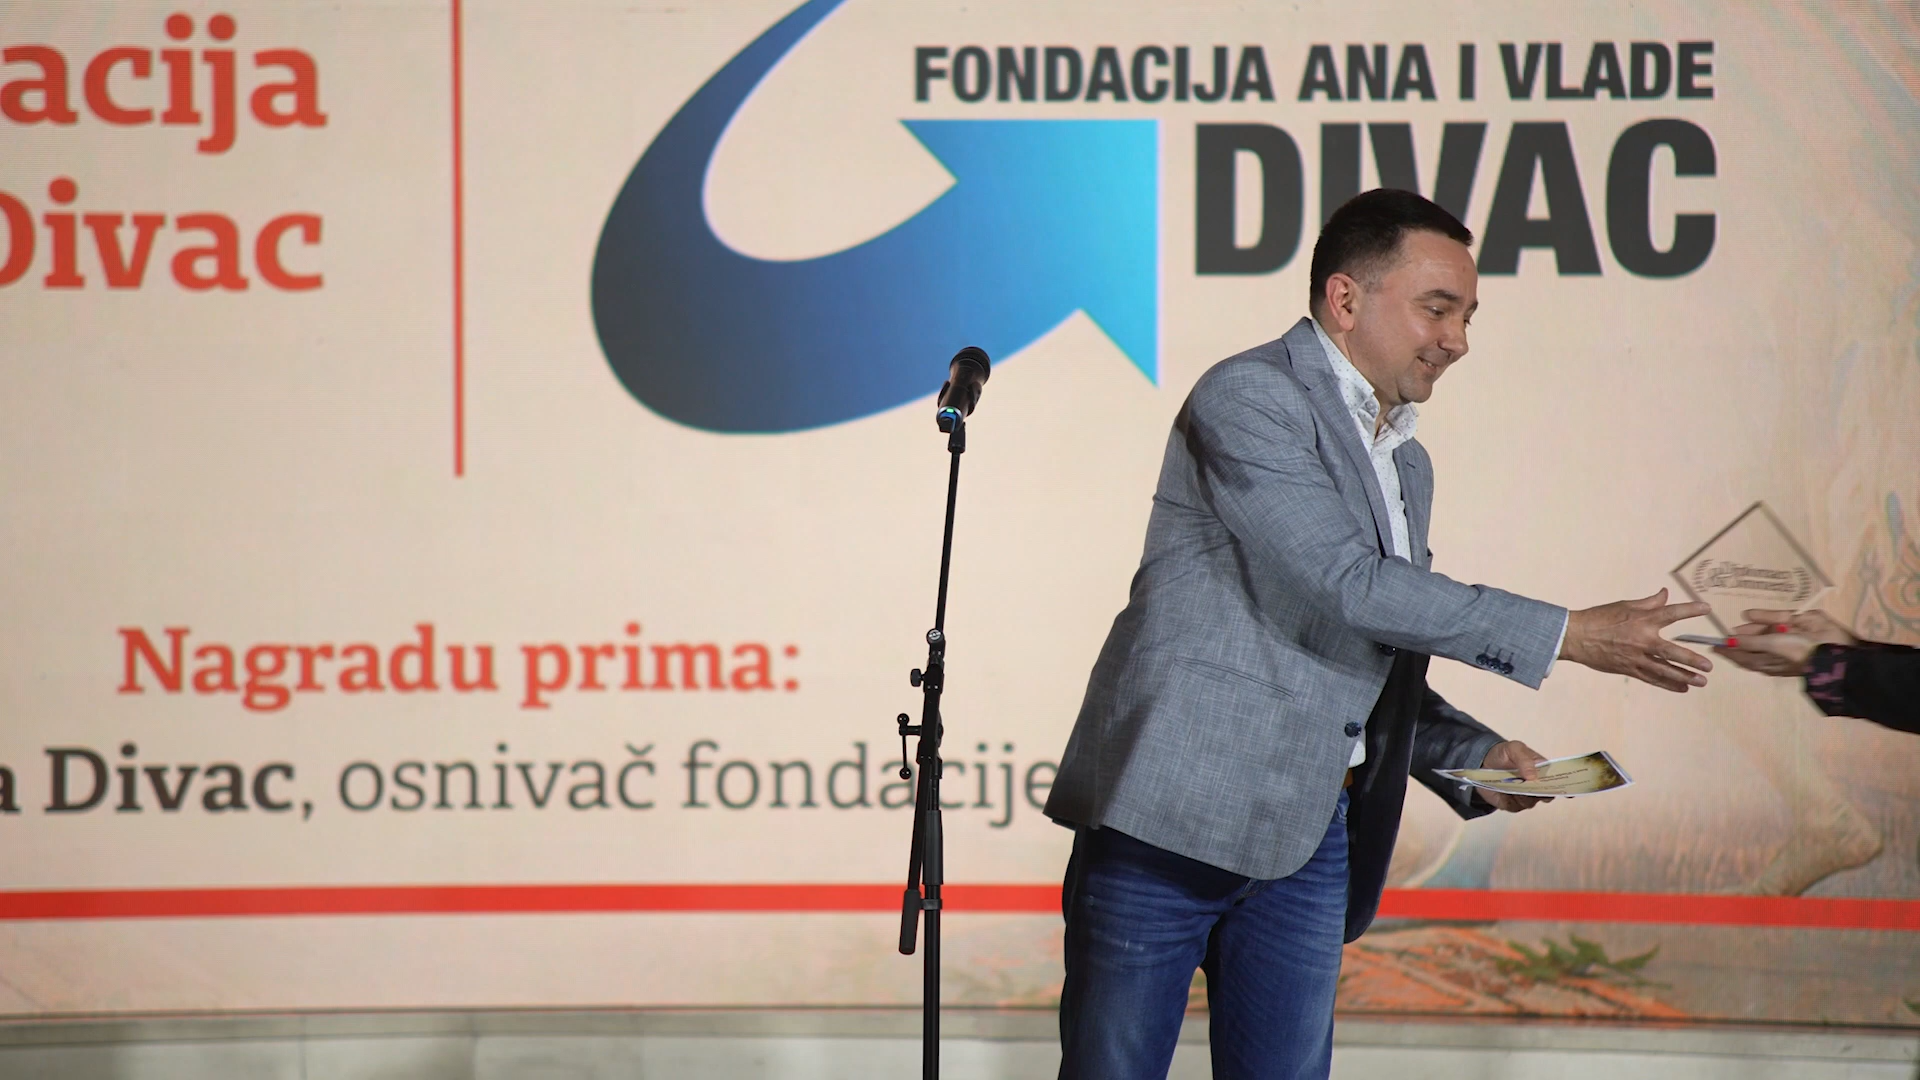 acija
Divac
FONDACIJA ANA I VLADE
DIVAC
Nagradu prima:
a Divac, osnivač fondacije